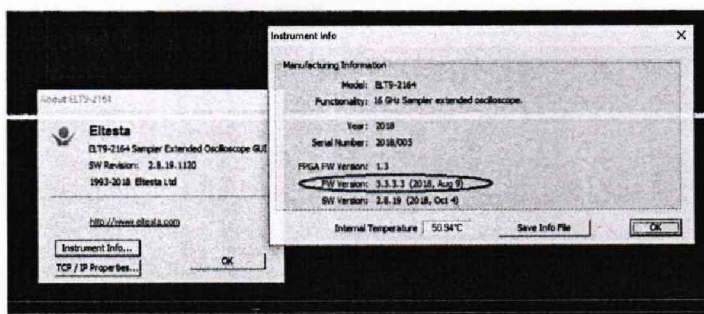 About ELT9-2164
Eltesta
ELT9-2164 Sampler Extended Oscilloscope GUI
SW Revision: 2.8.19.1120
1993-2018 Eltesta Ltd
http://www.eltesta.com
Instrument Info...
TCP / IP Properties...
OK
Instrument Info
Manufacturing Information
Model: ELT9-2164
Functionality: 16 GHz Sampler extended oscilloscope.
Year: 2018
Serial Number: 2018/005
FPGA FW Version: 1.3
FW Version: 3.3.3.3 (2018, Aug 9)
SW Version: 2.8.19 (2018, Oct 4)
Internal Temperature 50.94°C
Save Info File
OK